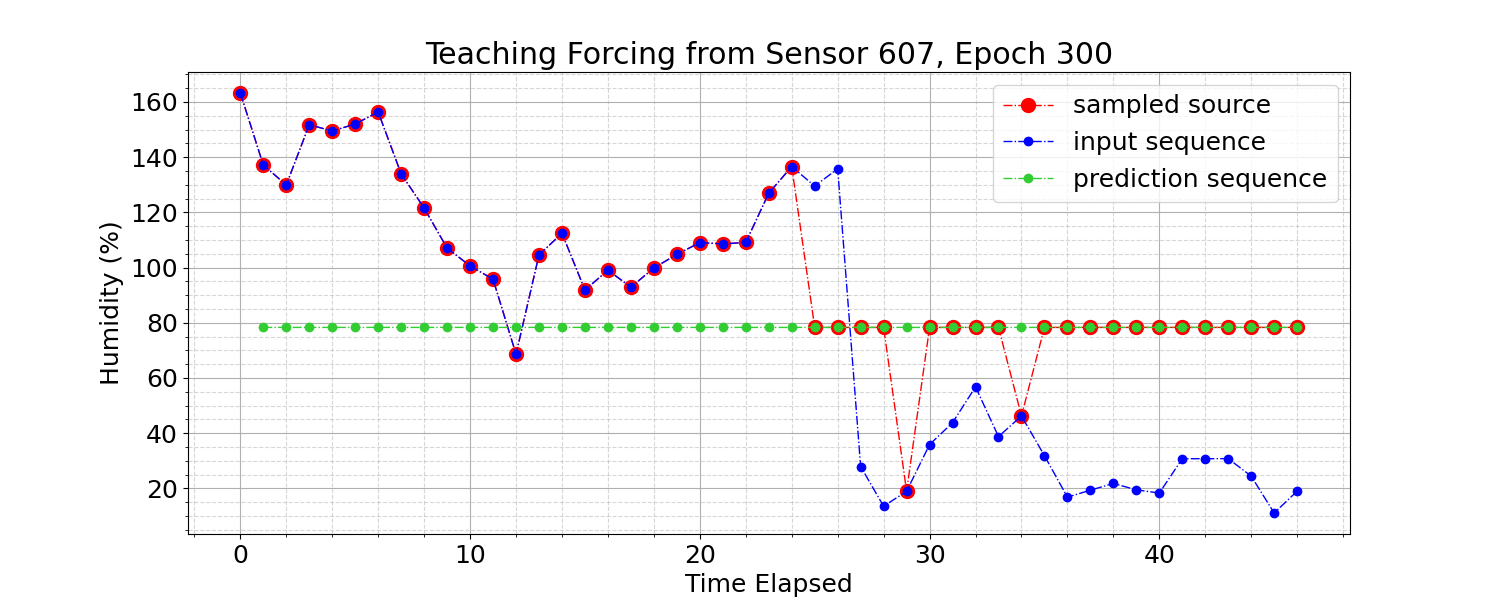 Teaching Forcing from Sensor 607, Epoch 300
160
140
120
100
80
60
40
20
Humidity (%)
sampled source
input sequence
prediction sequence
0 10 20 30 40
Time Elapsed